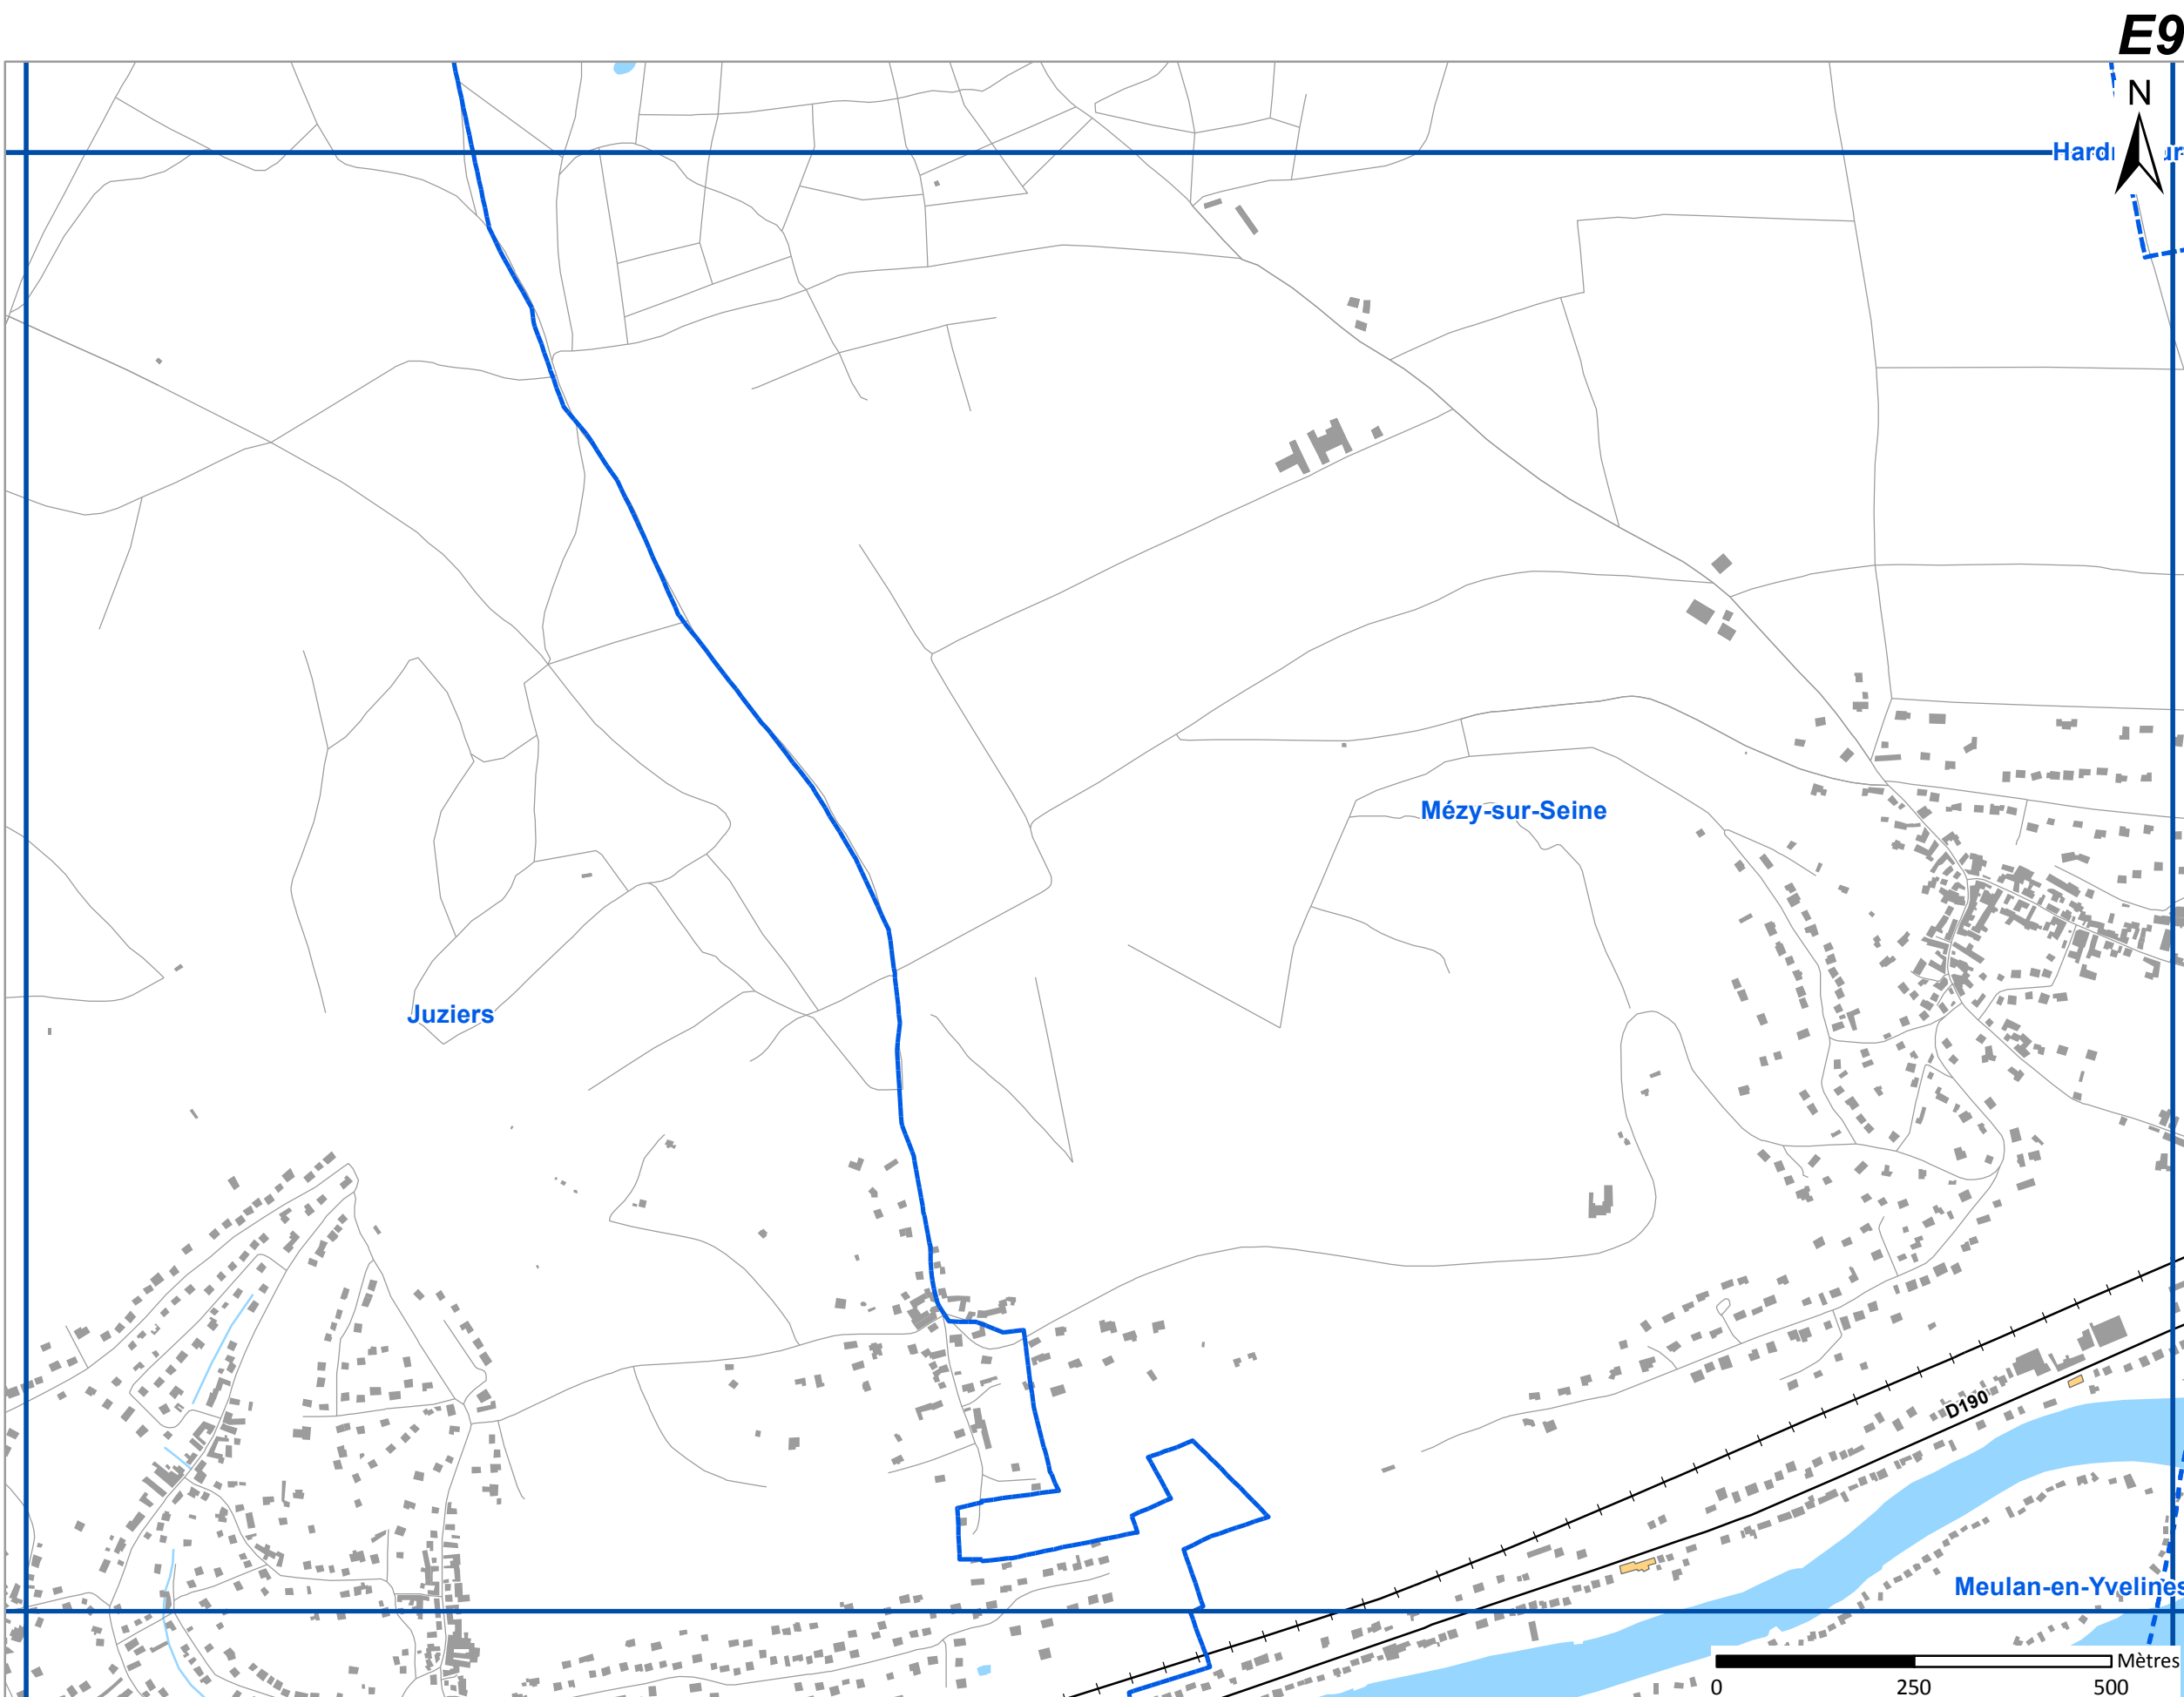 E9
N
Mézy-sur-Seine
Juziers
D190
Meulan-en-Yvelines
Mètres
0 250 500